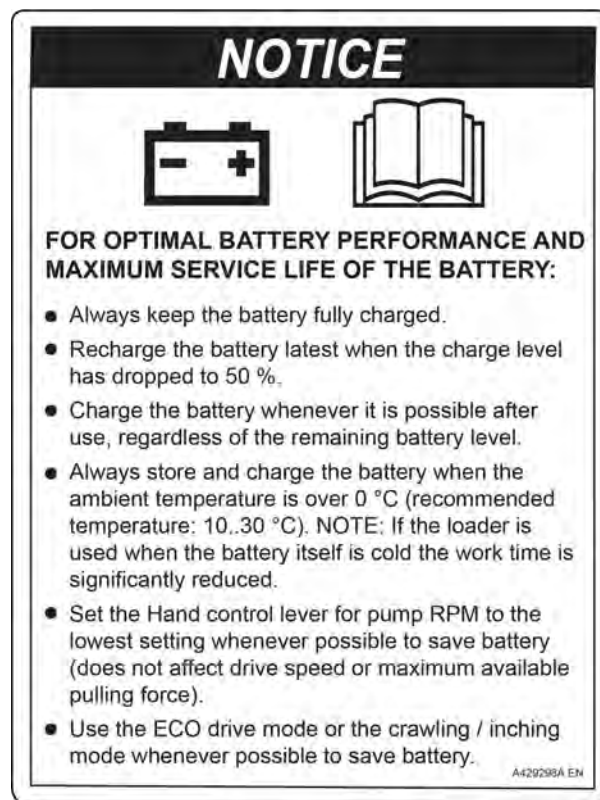 NOTICE
FOR OPTIMAL BATTERY PERFORMANCE AND
MAXIMUM SERVICE LIFE OF THE BATTERY:
● Always keep the battery fully charged.
● Recharge the battery latest when the charge level
has dropped to 50 %.
● Charge the battery whenever it is possible after
use, regardless of the remaining battery level.
● Always store and charge the battery when the
ambient temperature is over 0 °C (recommended
temperature: 10..30 °C). NOTE: If the loader is
used when the battery itself is cold the work time is
significantly reduced.
● Set the Hand control lever for pump RPM to the
lowest setting whenever possible to save battery
(does not affect drive speed or maximum available
pulling force).
● Use the ECO drive mode or the crawling / inching
mode whenever possible to save battery.
A429298A EN